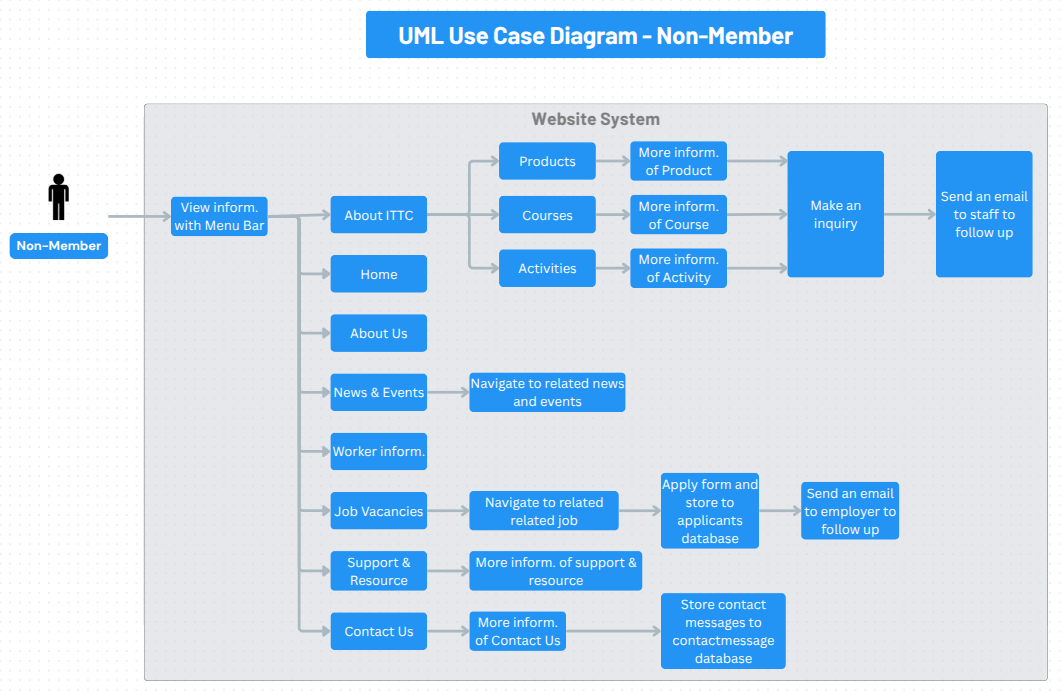 UML Use Case Diagram - Non-Member
Website System
Non-Member
View inform.
with Menu Bar
About ITTC
Products
More inform.
of Product
Courses
More inform.
of Course
Activities
More inform.
of Activity
Make an
inquiry
Send an email
to staff to
follow up
Home
About Us
News & Events
Navigate to related news
and events
Worker inform.
Job Vacancies
Navigate to related
related job
Apply form and
store to
applicants
database
Send an email
to employer to
follow up
Support &
Resource
More inform. of support &
resource
Contact Us
More inform.
of Contact Us
Store contact
messages to
contactmessage
database